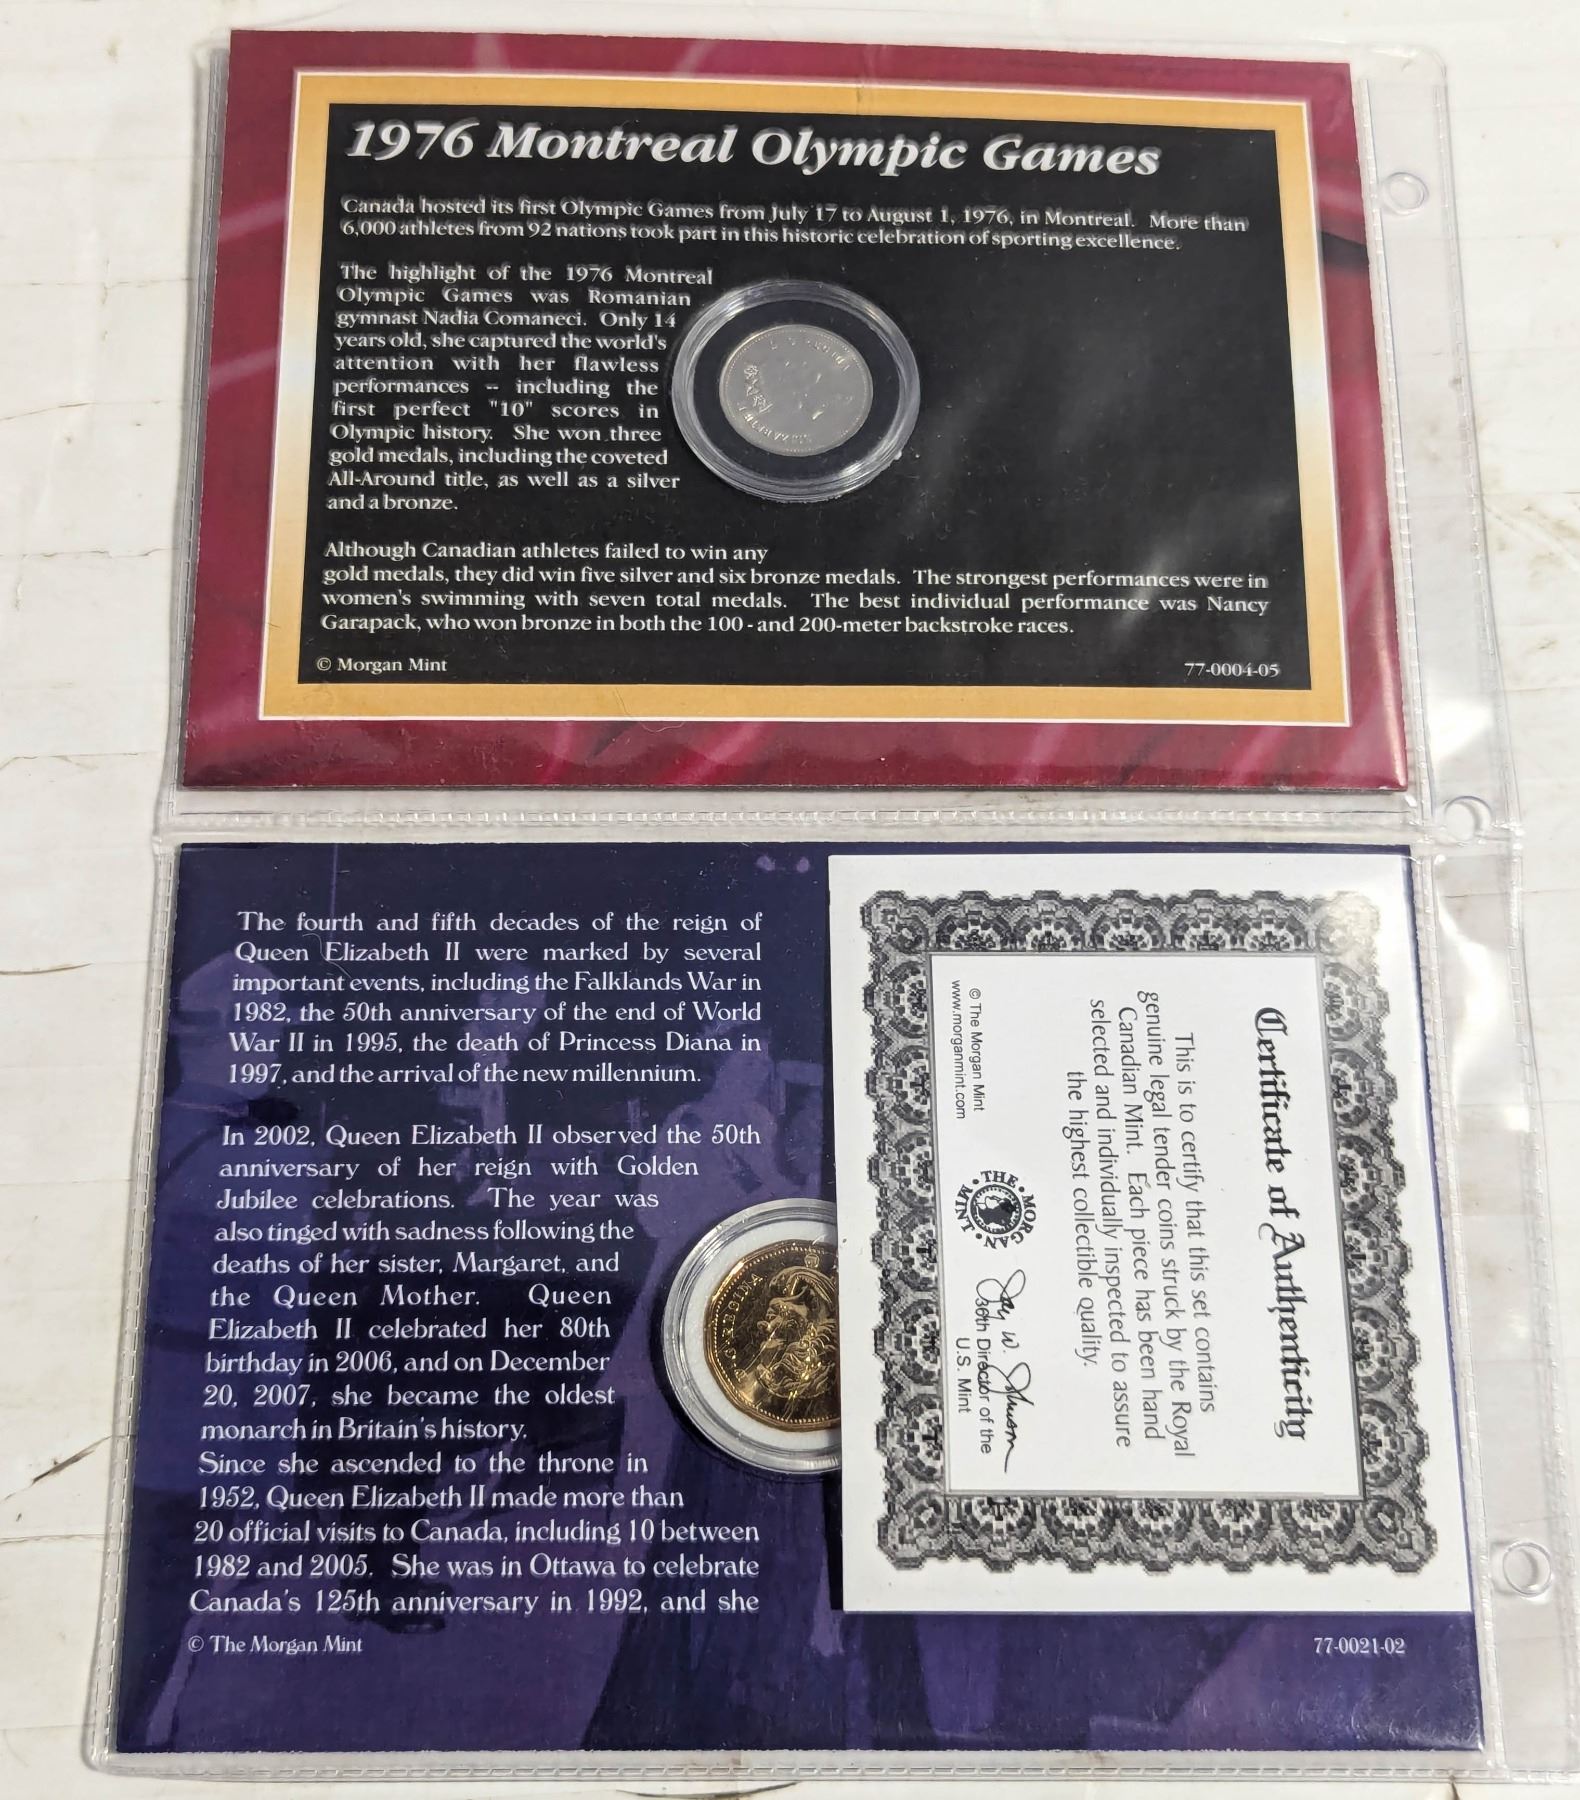 1976 Montreal Olympic Games
Canada hosted its first Olympic Games from July 17 to August 1, 1976, in Montreal. More than
6,000 athletes from 92 nations took part in this historic celebration of sporting excellence.
The highlight of the 1976 Montreal
Olympic Games was Romanian
gymnast Nadia Comaneci. Only 14
years old, she captured the world's
attention with her flawless
performances -- including the
first perfect "10" scores in
Olympic history. She won three
gold medals, including the coveted
All-Around title, as well as a silver
and a bronze.
Although Canadian athletes failed to win any
gold medals, they did win five silver and six bronze medals. The strongest performances were in
women's swimming with seven total medals. The best individual performance was Nancy
Garapack, who won bronze in both the 100 - and 200-meter backstroke races.
© Morgan Mint
77-0004-05
The fourth and fifth decades of the reign of
Queen Elizabeth II were marked by several
important events, including the Falklands War in
1982, the 50th anniversary of the end of World
War II in 1995, the death of Princess Diana in
1997, and the arrival of the new millennium.
In 2002, Queen Elizabeth II observed the 50th
anniversary of her reign with Golden
Jubilee celebrations. The year was
also tinged with sadness following the
deaths of her sister, Margaret, and
the Queen Mother. Queen
Elizabeth II celebrated her 80th
birthday in 2006, and on December
20, 2007, she became the oldest
monarch in Britain's history.
Since she ascended to the throne in
1952, Queen Elizabeth II made more than
20 official visits to Canada, including 10 between
1982 and 2005. She was in Ottawa to celebrate
Canada's 125th anniversary in 1992, and she
© The Morgan Mint
77-0021-02
D·G·REGINA
Certificate of Authenticity
This is to certify that this set contains
genuine legal tender coins struck by the Royal
Canadian Mint. Each piece has been hand
selected and individually inspected to assure
the highest collectible quality.
© The Morgan Mint
www.morganmint.com
THE·MORGAN·MINT·
Jay W. Johnson
36th Director of the
U.S. Mint